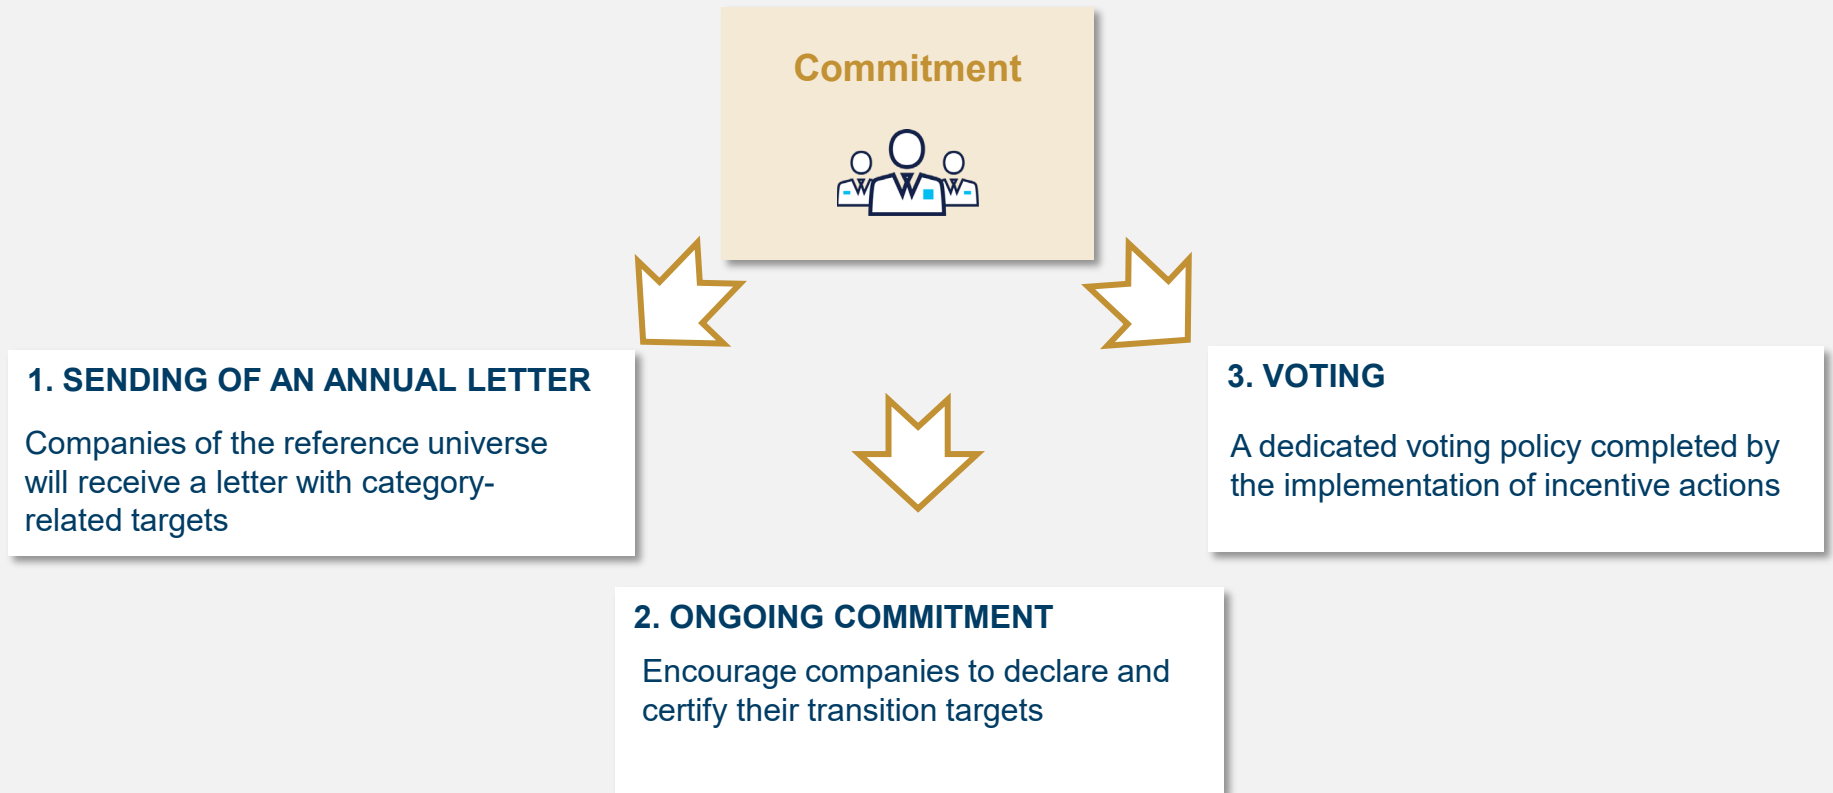 Commitment
1. SENDING OF AN ANNUAL LETTER
Companies of the reference universe
will receive a letter with category-
related targets
2. ONGOING COMMITMENT
Encourage companies to declare and
certify their transition targets
3. VOTING
A dedicated voting policy completed by
the implementation of incentive actions